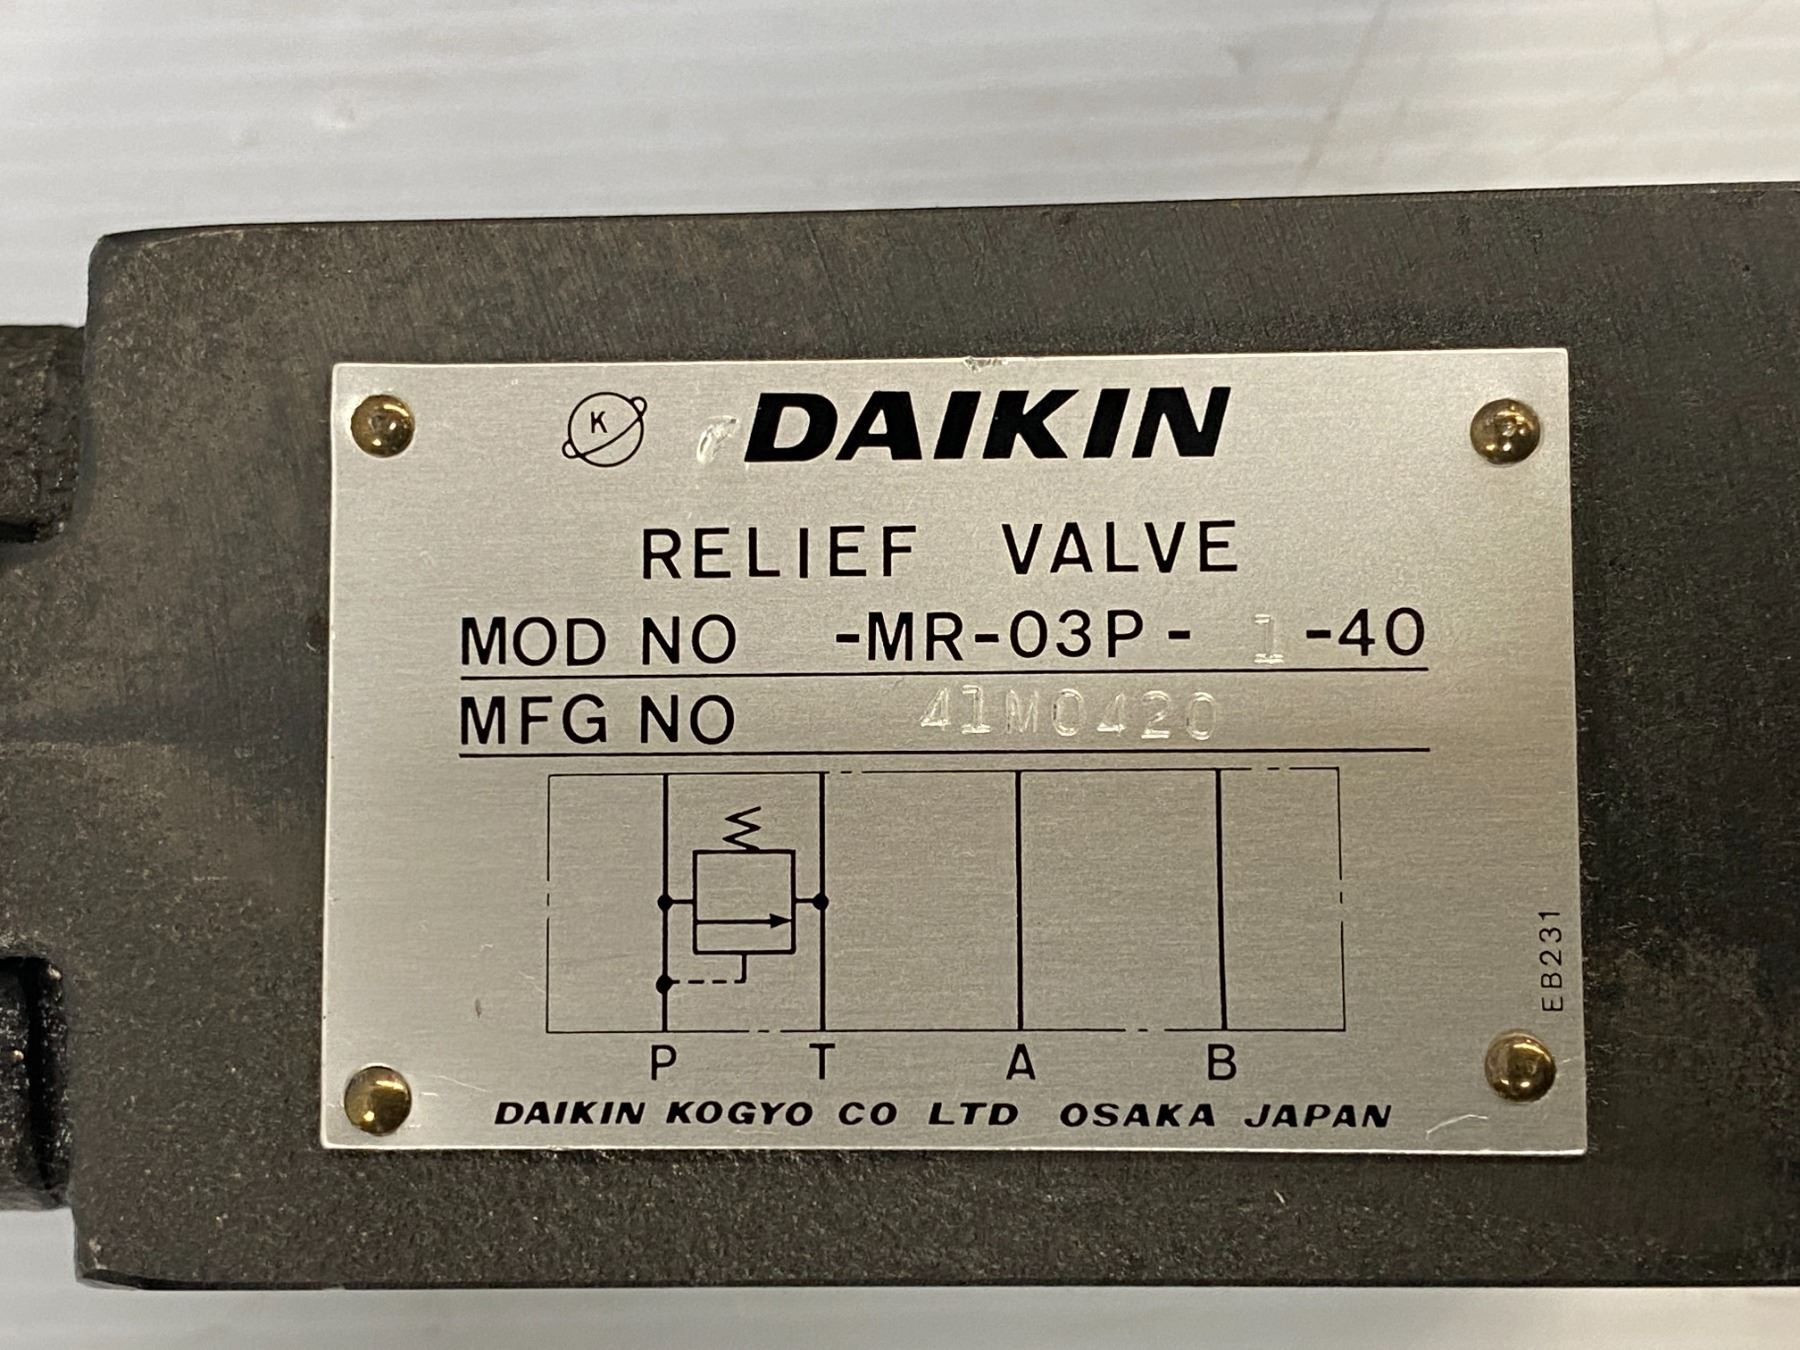 K DAIKIN
RELIEF VALVE
MOD NO -MR-03P- 1 -40
MFG NO 41M0420
P T A B
EB231
DAIKIN KOGYO CO LTD OSAKA JAPAN